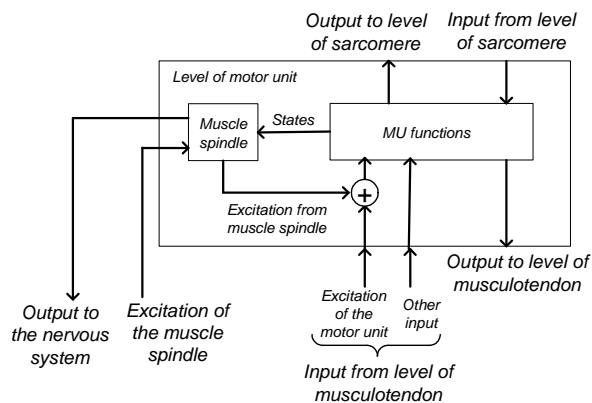 Output to level
of sarcomere
Input from level
of sarcomere
Level of motor unit
Muscle
spindle
States
MU functions
+
Excitation from
muscle spindle
Output to level of
musculotendon
Output to
the nervous
system
Excitation of
the muscle
spindle
Excitation
of the
motor unit
Other
input
Input from level of
musculotendon